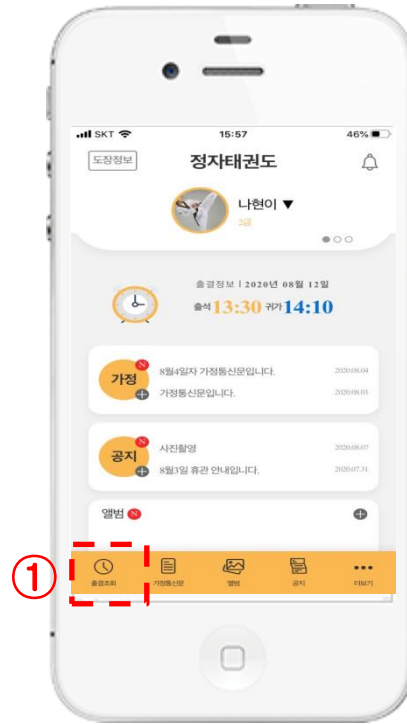 SKT 15:57 46%
도장정보 정자태권도
나현이 ▼
2급
출결정보 | 2020년 08월 12일
출석 13:30 귀가 14:10
가정 N
8월4일자 가정통신문입니다. 2020.08.04
가정통신문입니다. 2020.08.03
공지 N
사진촬영 2020.08.07
8월3일 휴관 안내입니다. 2020.07.31
앨범 N
①
출결조회 가정통신문 앨범 공지 더보기